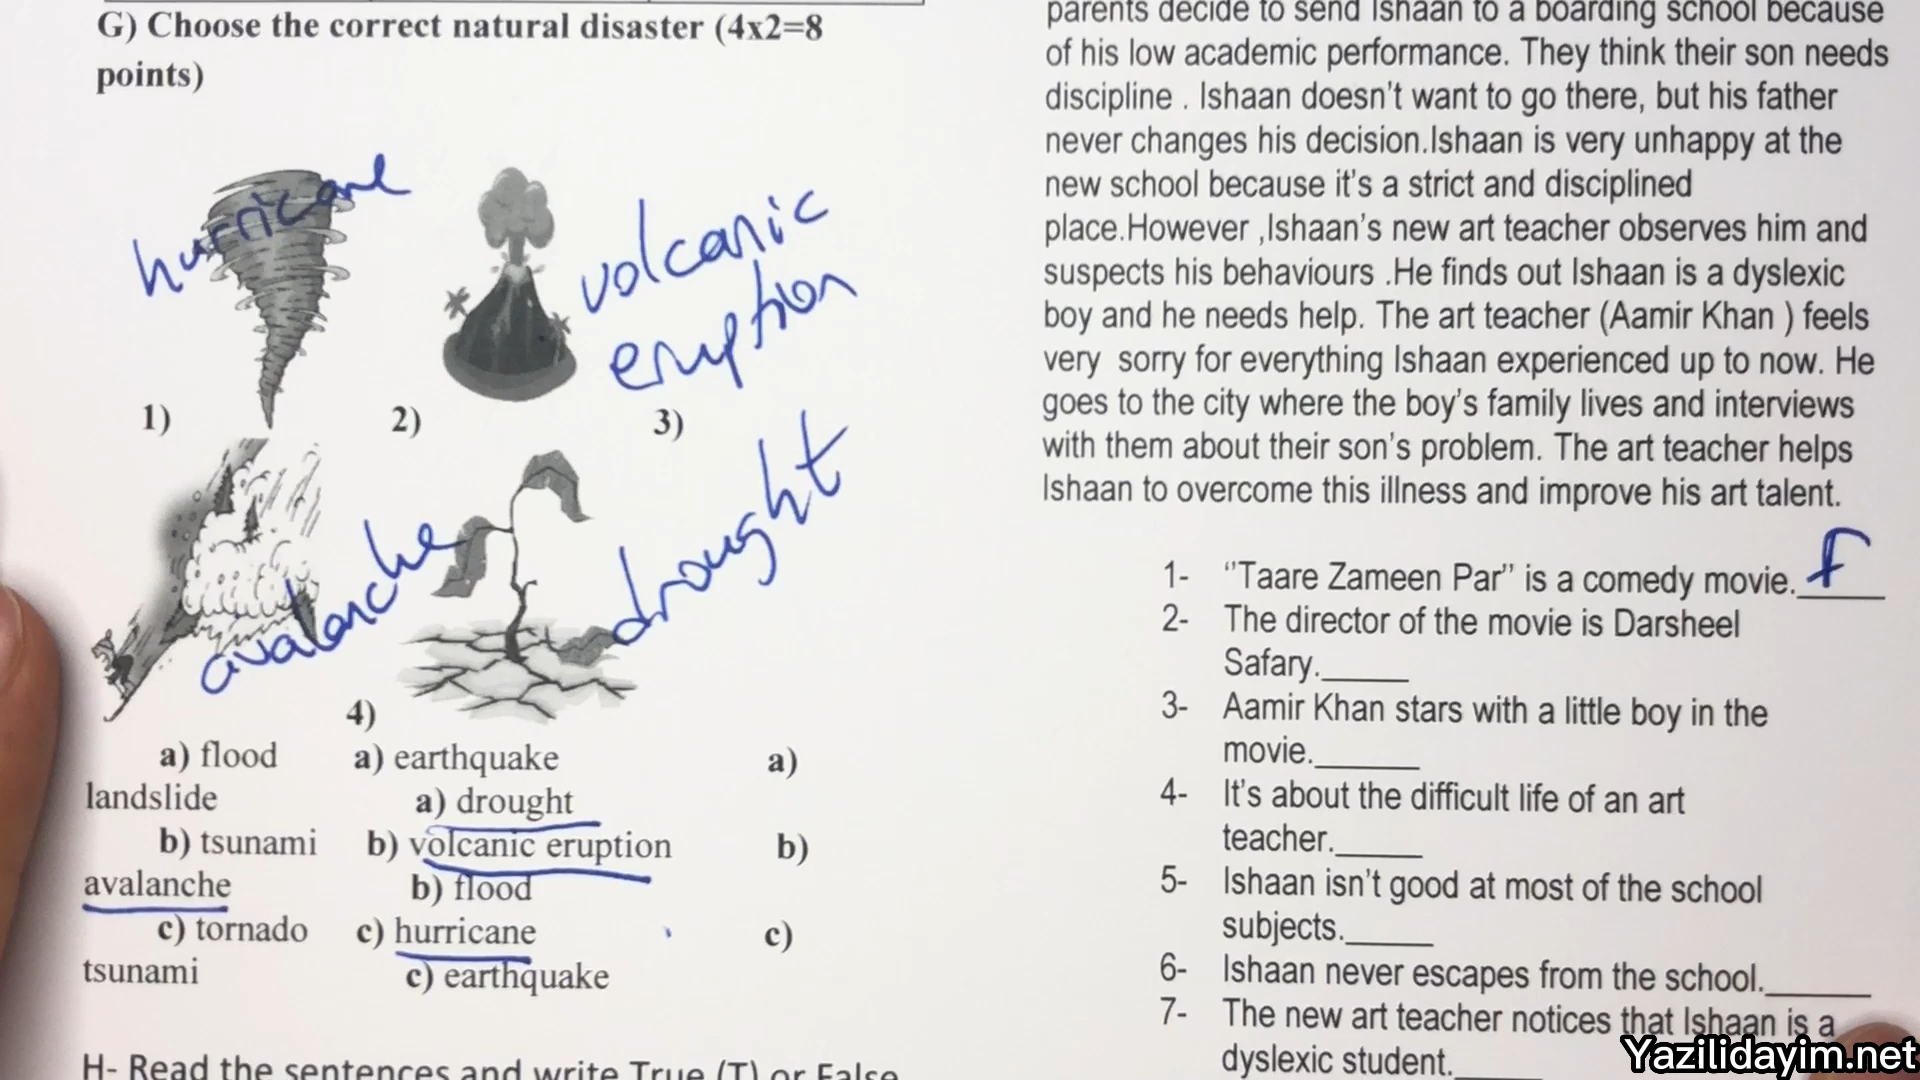 G) Choose the correct natural disaster (4x2=8
points)
hurricane
volcanic
eruption
1)
2)
3)
avalanche
drought
4)
a) flood a) earthquake a)
landslide a) drought
b) tsunami b) volcanic eruption b)
avalanche b) flood
c) tornado c) hurricane c)
tsunami c) earthquake
H- Read the sentences and write True (T) or False
parents decide to send Ishaan to a boarding school because
of his low academic performance. They think their son needs
discipline . Ishaan doesn't want to go there, but his father
never changes his decision.Ishaan is very unhappy at the
new school because it's a strict and disciplined
place.However ,Ishaan's new art teacher observes him and
suspects his behaviours .He finds out Ishaan is a dyslexic
boy and he needs help. The art teacher (Aamir Khan ) feels
very sorry for everything Ishaan experienced up to now. He
goes to the city where the boy's family lives and interviews
with them about their son's problem. The art teacher helps
Ishaan to overcome this illness and improve his art talent.
1- ‘'Taare Zameen Par’' is a comedy movie. f
2- The director of the movie is Darsheel
Safary._____
3- Aamir Khan stars with a little boy in the
movie.______
4- It's about the difficult life of an art
teacher._____
5- Ishaan isn't good at most of the school
subjects._____
6- Ishaan never escapes from the school.______
7- The new art teacher notices that Ishaan is a
dyslexic student._____
Yazilidayim.net